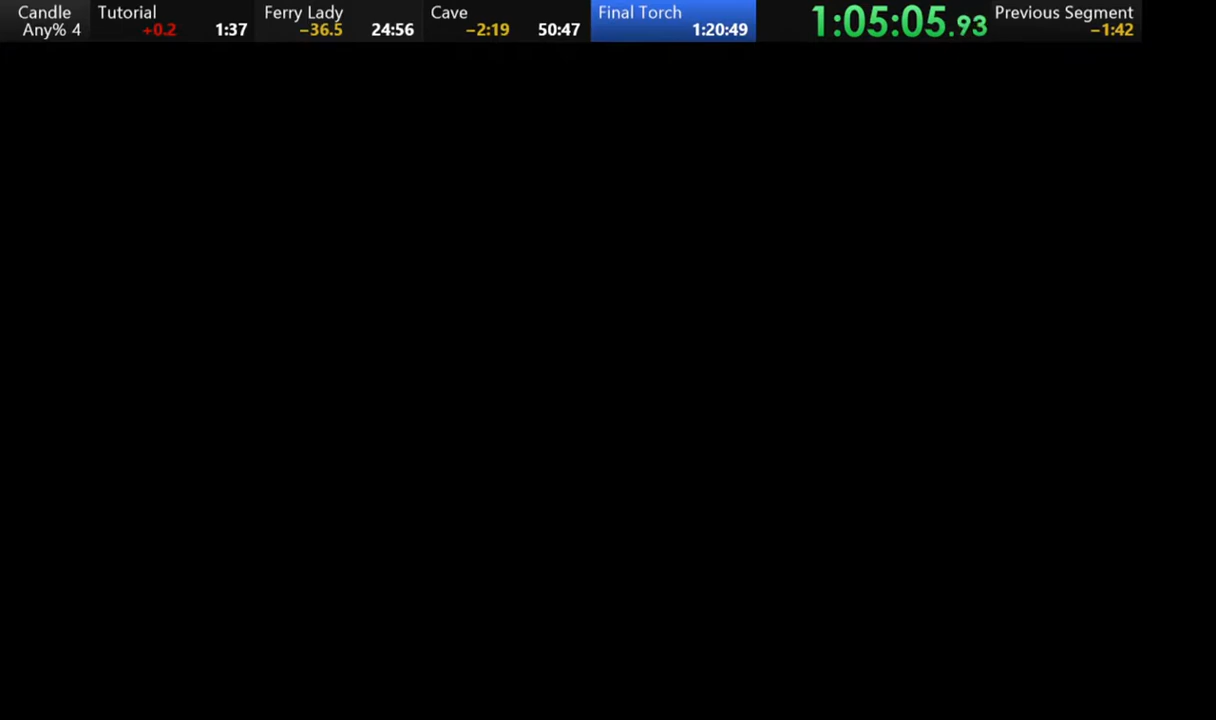 Candle
Any% 4
Tutorial
+0.2 1:37
Ferry Lady
−36.5 24:56
Cave
−2:19 50:47
Final Torch
1:20:49
1:05:05.93
Previous Segment
−1:42